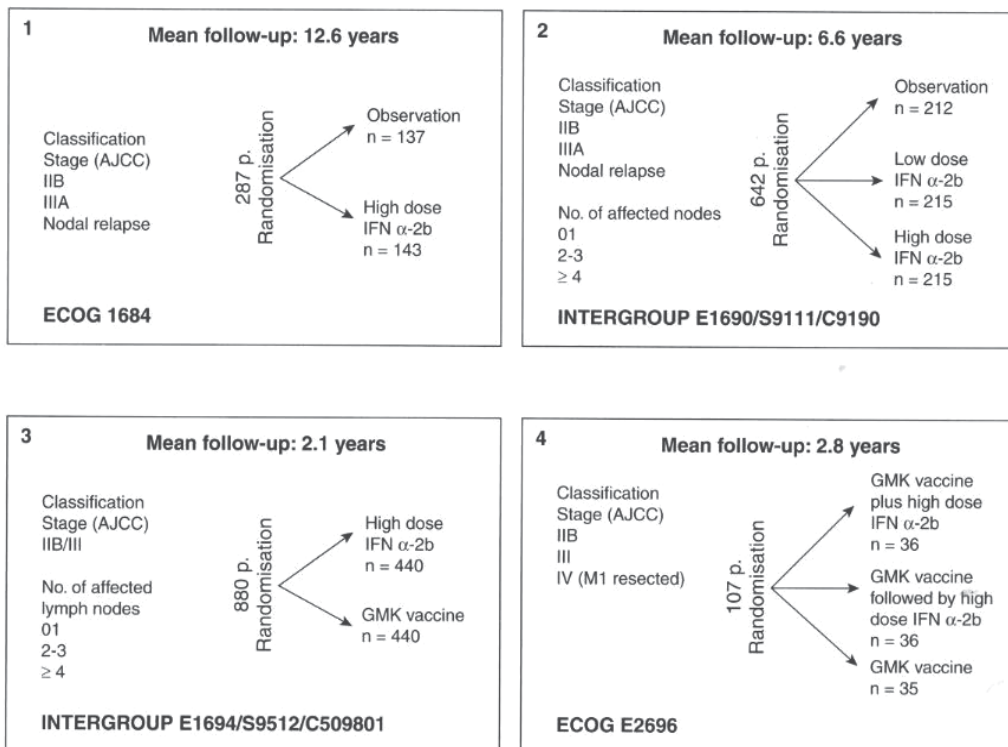 1
Mean follow-up: 12.6 years
Classification
Stage (AJCC)
IIB
IIIA
Nodal relapse
287 p.
Randomisation
Observation
n = 137
High dose
IFN α-2b
n = 143
ECOG 1684
2
Mean follow-up: 6.6 years
Classification
Stage (AJCC)
IIB
IIIA
Nodal relapse
No. of affected nodes
01
2-3
≥ 4
642 p.
Randomisation
Observation
n = 212
Low dose
IFN α-2b
n = 215
High dose
IFN α-2b
n = 215
INTERGROUP E1690/S9111/C9190
3
Mean follow-up: 2.1 years
Classification
Stage (AJCC)
IIB/III
No. of affected
lymph nodes
01
2-3
≥ 4
880 p.
Randomisation
High dose
IFN α-2b
n = 440
GMK vaccine
n = 440
INTERGROUP E1694/S9512/C509801
4
Mean follow-up: 2.8 years
Classification
Stage (AJCC)
IIB
III
IV (M1 resected)
107 p.
Randomisation
GMK vaccine
plus high dose
IFN α-2b
n = 36
GMK vaccine
followed by high
dose IFN α-2b
n = 36
GMK vaccine
n = 35
ECOG E2696